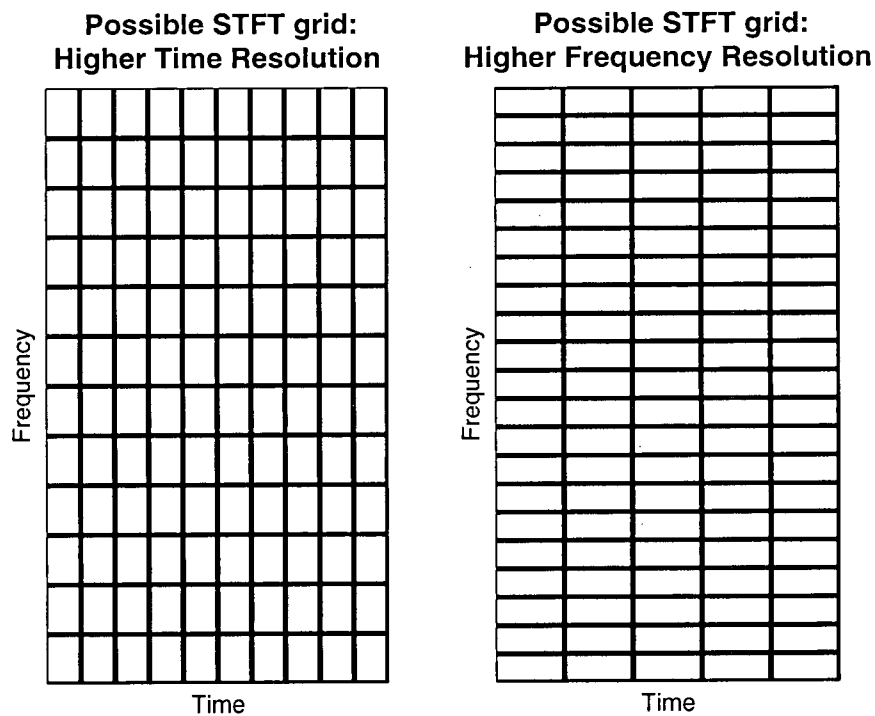 Possible STFT grid:
Higher Time Resolution
Frequency
Time
Possible STFT grid:
Higher Frequency Resolution
Frequency
Time